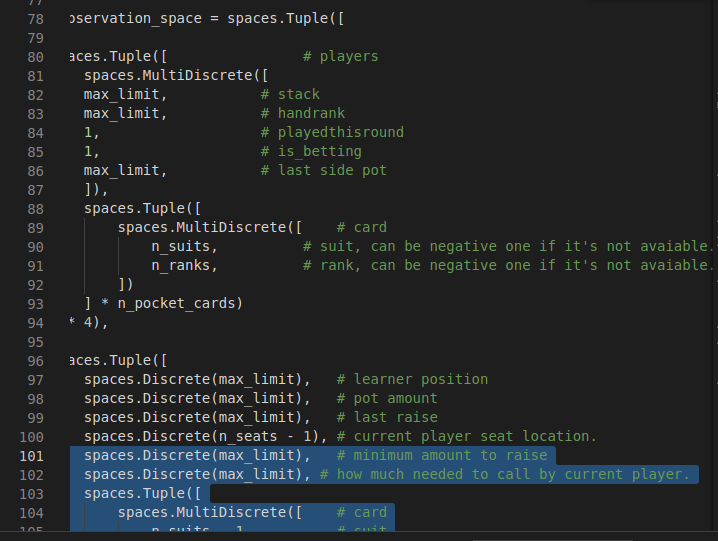 77
78 observation_space = spaces.Tuple([
79
80 aces.Tuple([ # players
81 spaces.MultiDiscrete([
82 max_limit, # stack
83 max_limit, # handrank
84 1, # playedthisround
85 1, # is_betting
86 max_limit, # last side pot
87 ]),
88 spaces.Tuple([
89 spaces.MultiDiscrete([ # card
90 n_suits, # suit, can be negative one if it's not avaiable.
91 n_ranks, # rank, can be negative one if it's not avaiable.
92 ])
93 ] * n_pocket_cards)
94 * 4),
95
96 aces.Tuple([
97 spaces.Discrete(max_limit), # learner position
98 spaces.Discrete(max_limit), # pot amount
99 spaces.Discrete(max_limit), # last raise
100 spaces.Discrete(n_seats - 1), # current player seat location.
101 spaces.Discrete(max_limit), # minimum amount to raise
102 spaces.Discrete(max_limit), # how much needed to call by current player.
103 spaces.Tuple([
104 spaces.MultiDiscrete([ # card
105 n_suits - 1, # suit